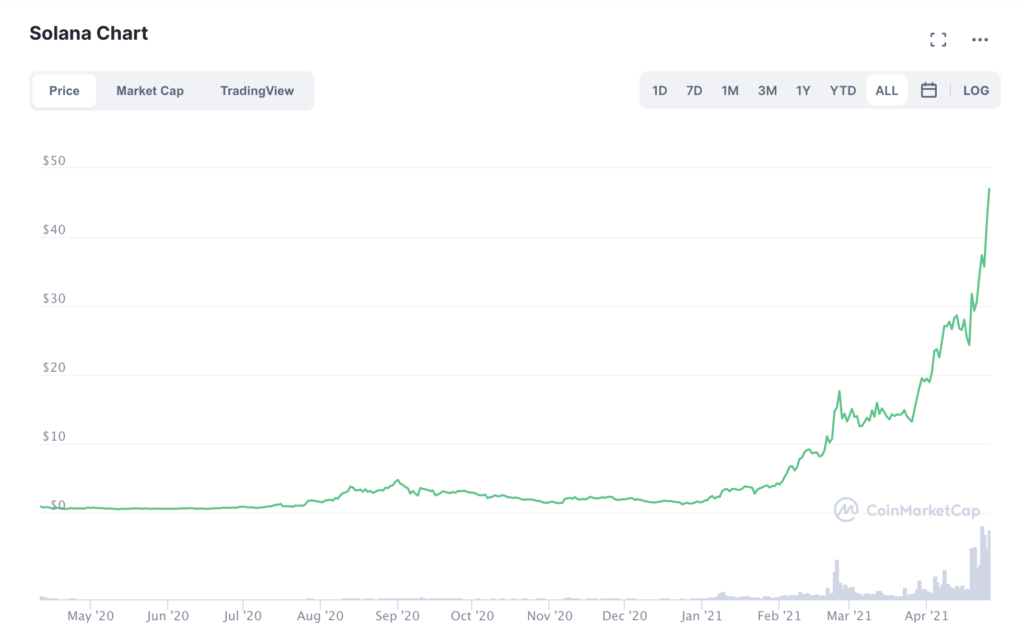 Solana Chart
Price Market Cap TradingView
1D 7D 1M 3M 1Y YTD ALL LOG
$50
$40
$30
$20
$10
$0
CoinMarketCap
May '20 Jun '20 Jul '20 Aug '20 Sep '20 Oct '20 Nov '20 Dec '20 Jan '21 Feb '21 Mar '21 Apr '21